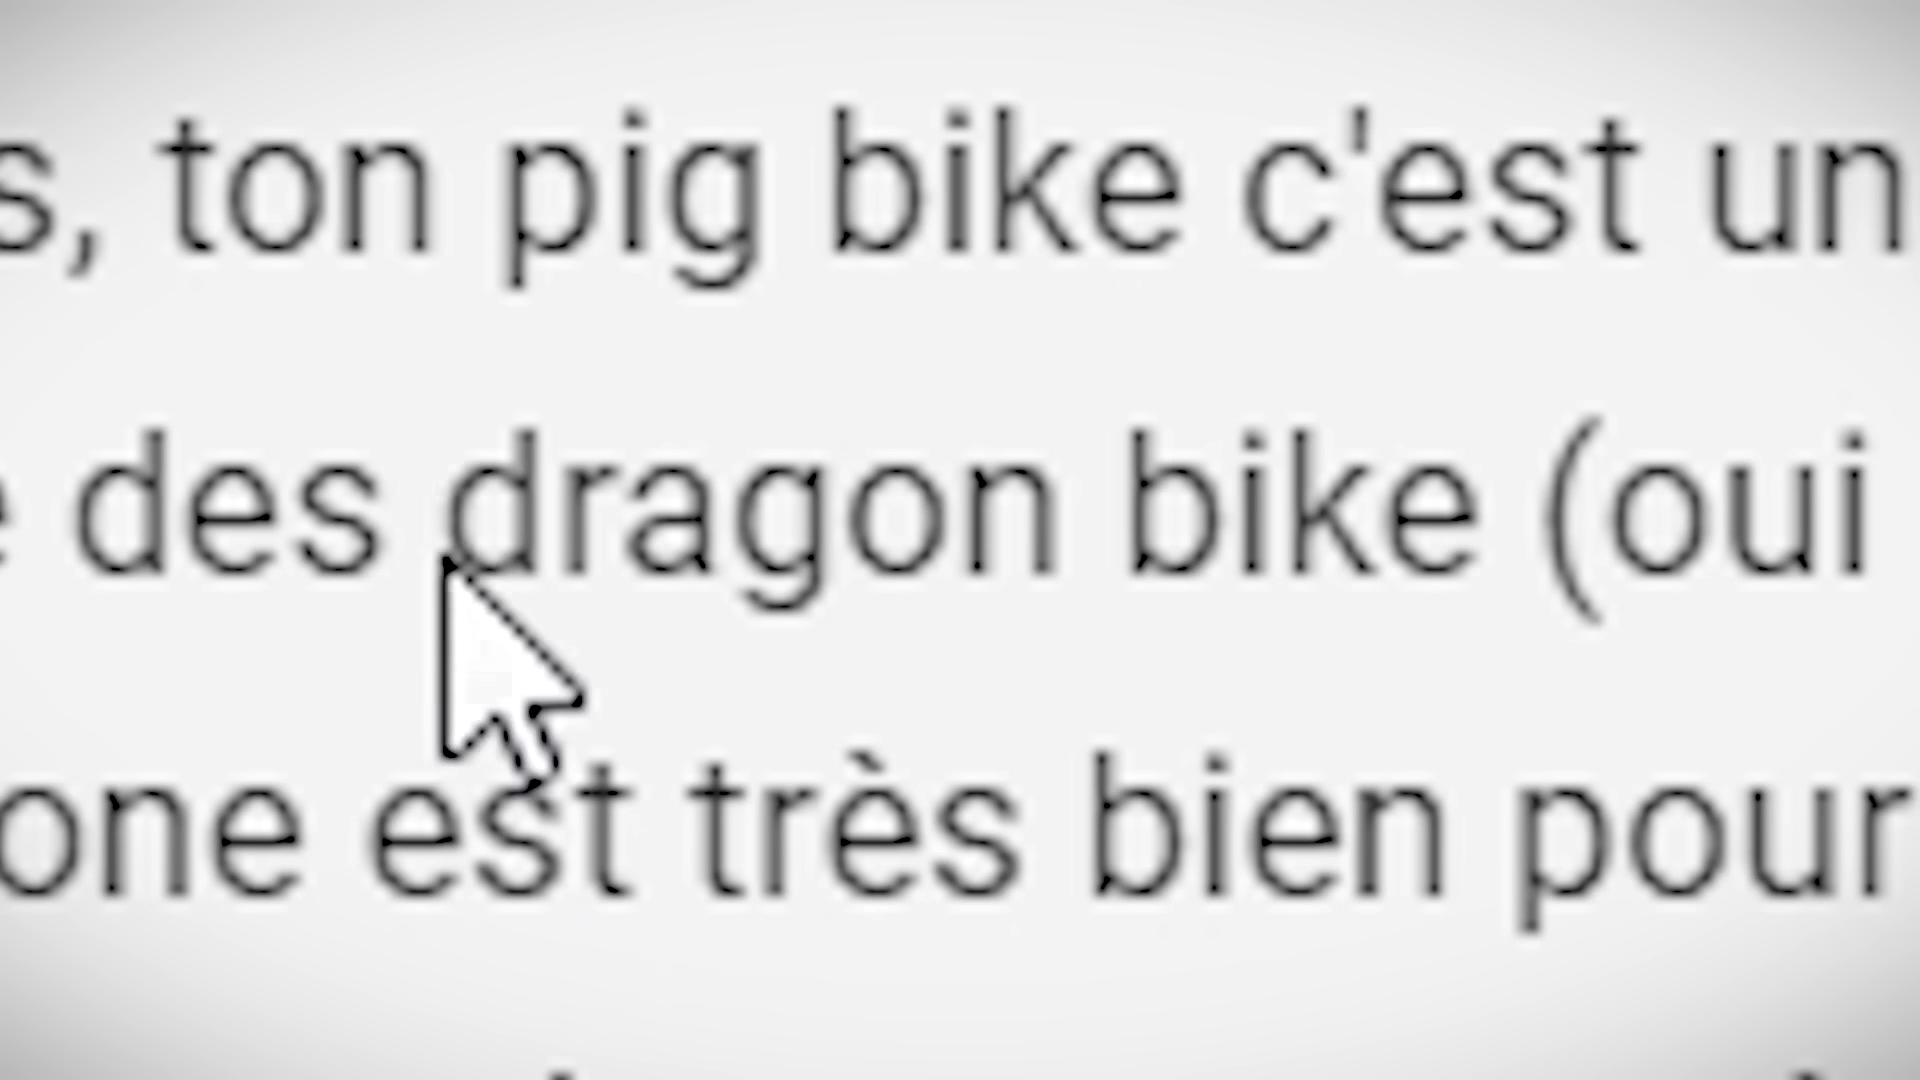 s, ton pig bike c'est un
des dragon bike (oui
one est très bien pour